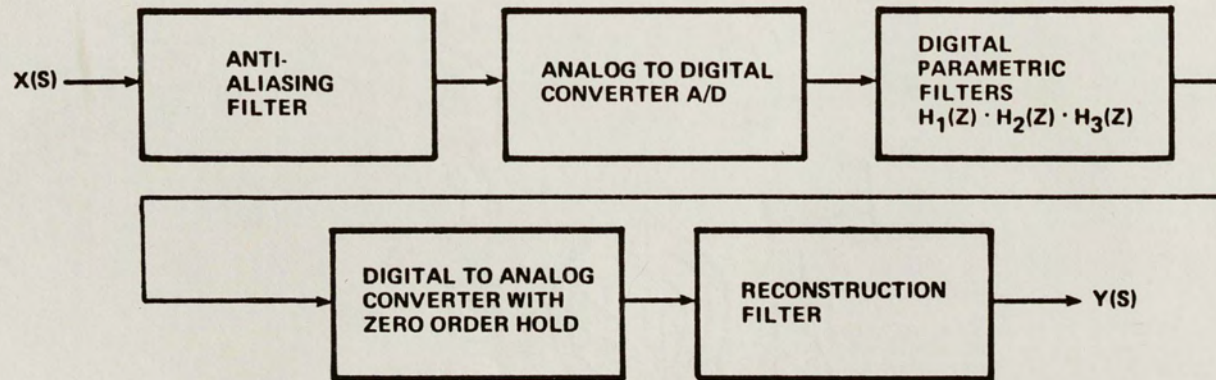 X(S)
ANTI-
ALIASING
FILTER
ANALOG TO DIGITAL
CONVERTER A/D
DIGITAL
PARAMETRIC
FILTERS
H₁(Z) · H₂(Z) · H₃(Z)
DIGITAL TO ANALOG
CONVERTER WITH
ZERO ORDER HOLD
RECONSTRUCTION
FILTER
Y(S)